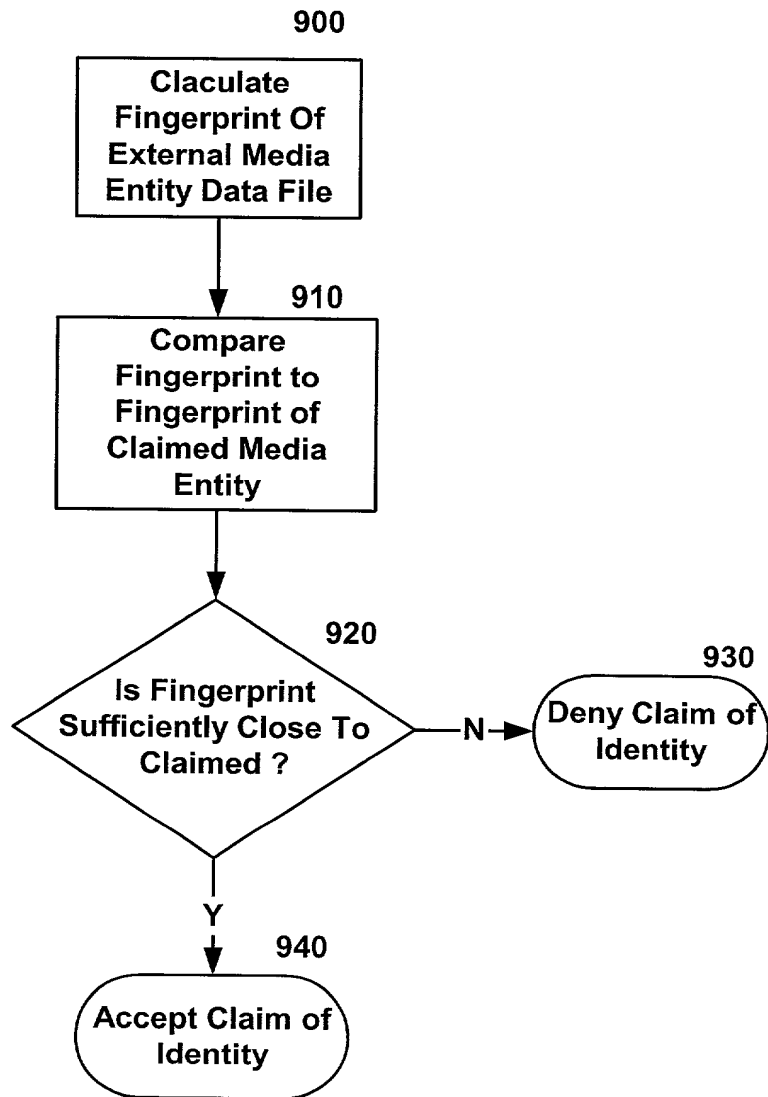 900
Claculate
Fingerprint Of
External Media
Entity Data File
910
Compare
Fingerprint to
Fingerprint of
Claimed Media
Entity
920
Is Fingerprint
Sufficiently Close To
Claimed ?
N
930
Deny Claim of
Identity
Y
940
Accept Claim of
Identity